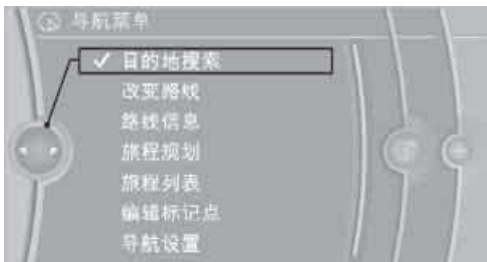 导航菜单
目的地搜索
改变路线
路线信息
旅程规划
旅程列表
编辑标记点
导航设置